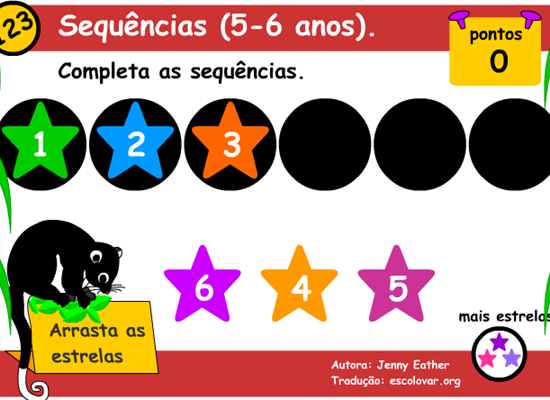 123
Sequências (5-6 anos).
pontos
0
Completa as sequências.
1 2 3
6 4 5
mais estrelas
Arrasta as
estrelas
Autora: Jenny Eather
Tradução: escolovar.org